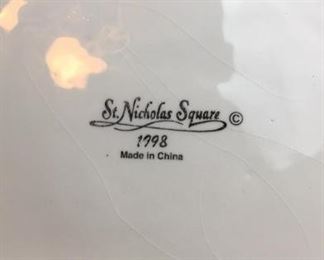 St. Nicholas Square ©
1998
Made in China